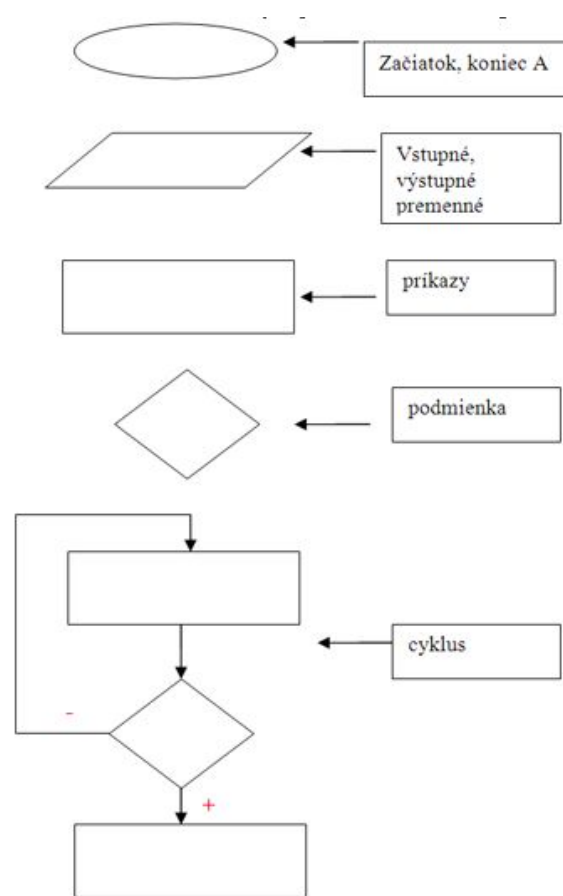 Začiatok, koniec A
Vstupné,
výstupné
premenné
príkazy
podmienka
cyklus
-
+